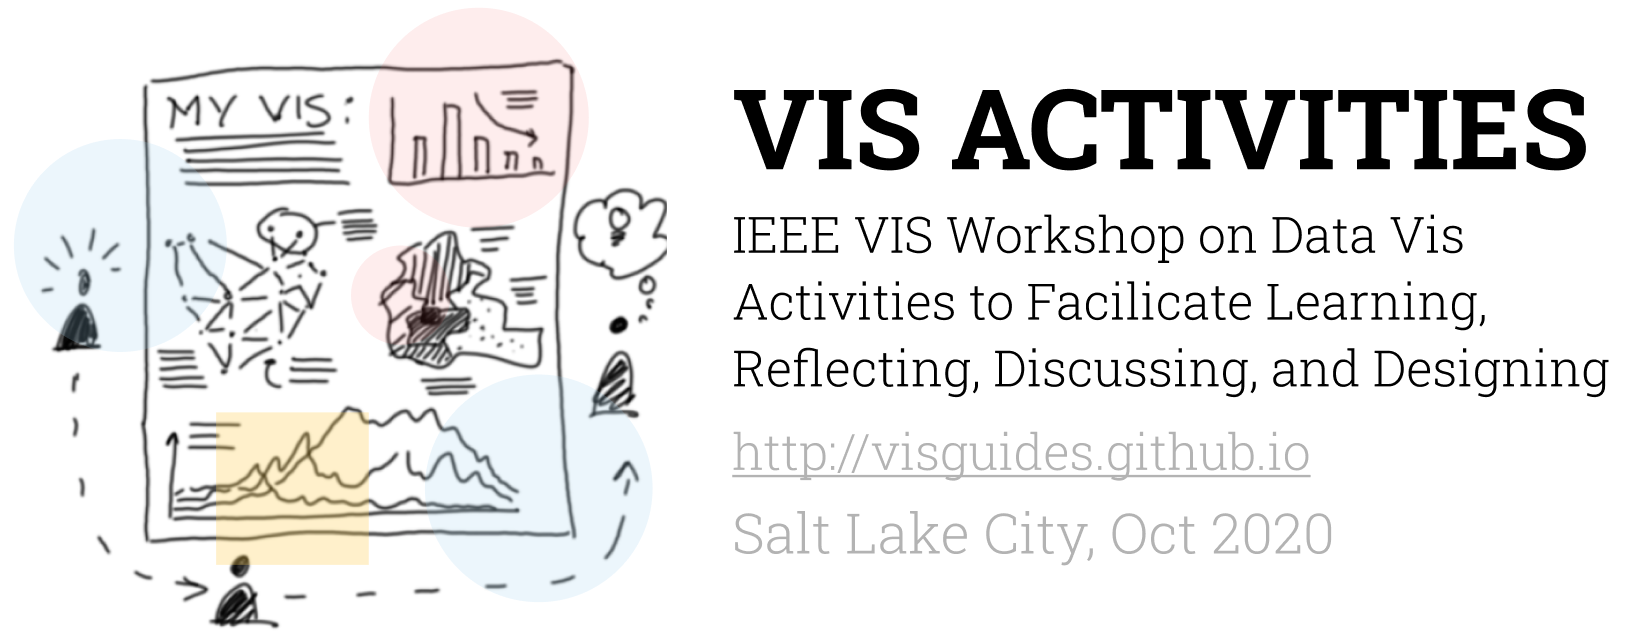 MY VIS:
VIS ACTIVITIES
IEEE VIS Workshop on Data Vis
Activities to Facilicate Learning,
Reflecting, Discussing, and Designing
http://visguides.github.io
Salt Lake City, Oct 2020